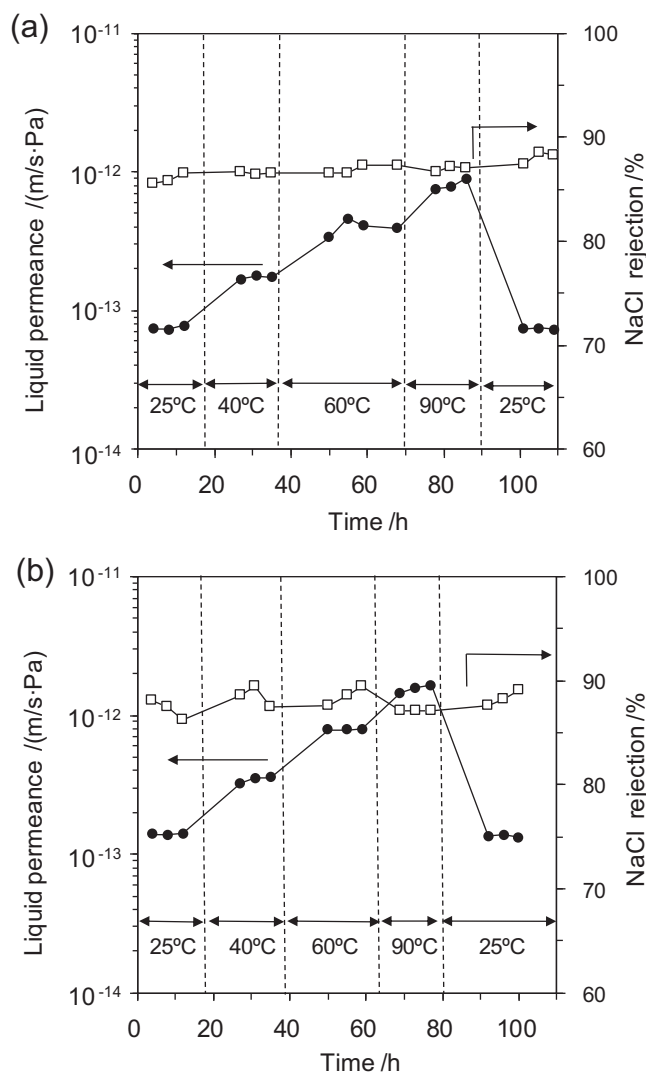 (a)
Liquid permeance /(m/s·Pa)
10⁻¹¹
10⁻¹²
10⁻¹³
10⁻¹⁴
100
90
80
70
60
NaCl rejection /%
25ºC 40ºC 60ºC 90ºC 25ºC
0 20 40 60 80 100
Time /h
(b)
Liquid permeance /(m/s·Pa)
10⁻¹¹
10⁻¹²
10⁻¹³
10⁻¹⁴
100
90
80
70
60
NaCl rejection /%
25ºC 40ºC 60ºC 90ºC 25ºC
0 20 40 60 80 100
Time /h